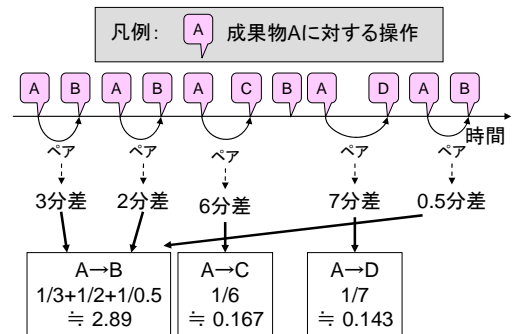 凡例: A 成果物Aに対する操作
A B A B A C B A D A B
時間
ペア ペア ペア ペア ペア
3分差 2分差 6分差 7分差 0.5分差
A→B A→C A→D
1/3+1/2+1/0.5 1/6 1/7
≒ 2.89 ≒ 0.167 ≒ 0.143